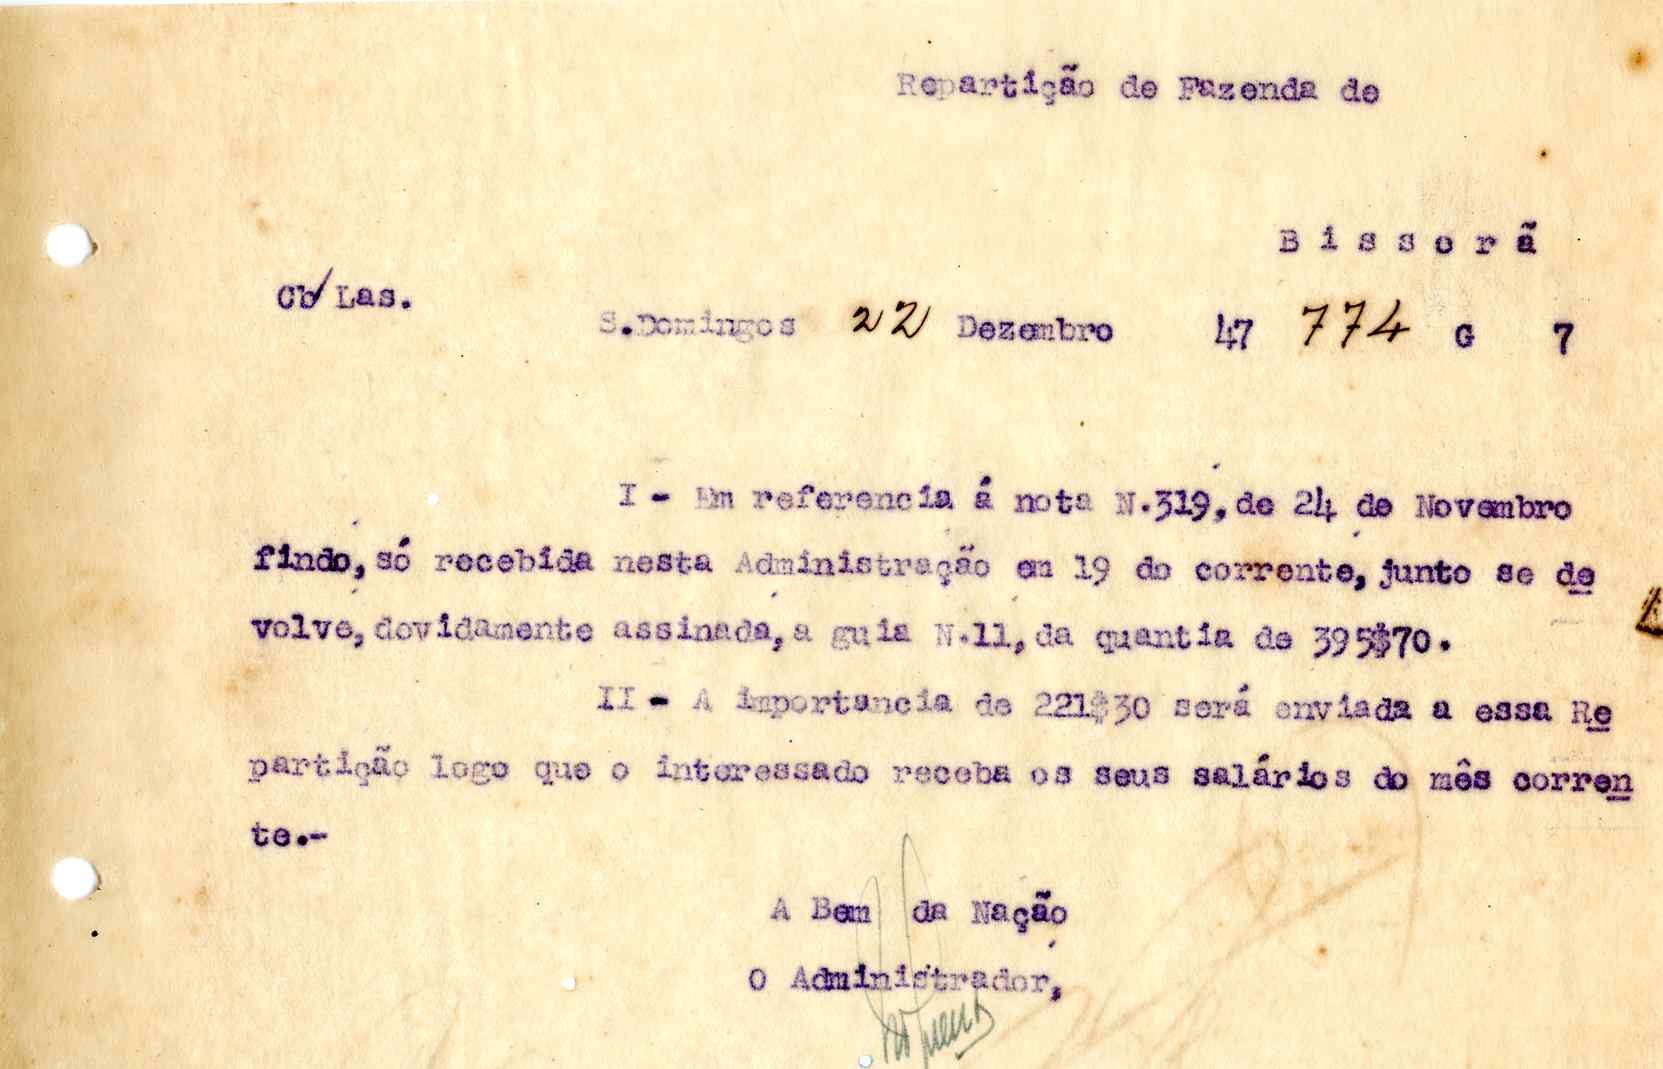 Repartição de Fazenda de
B i s s o r ã
Cb/Las.
S.Domingos 22 Dezembro 47 774 G 7
I - Em referencia á nota N.319, de 24 de Novembro
findo, só recebida nesta Administração em 19 do corrente, junto se de
volve, devidamente assinada, a guia N.11, da quantia de 395$70.
II - A importancia de 221$30 será enviada a essa Re
partição logo que o interessado receba os seus salários do mês corren
te.-
A Bem da Nação
O Administrador,